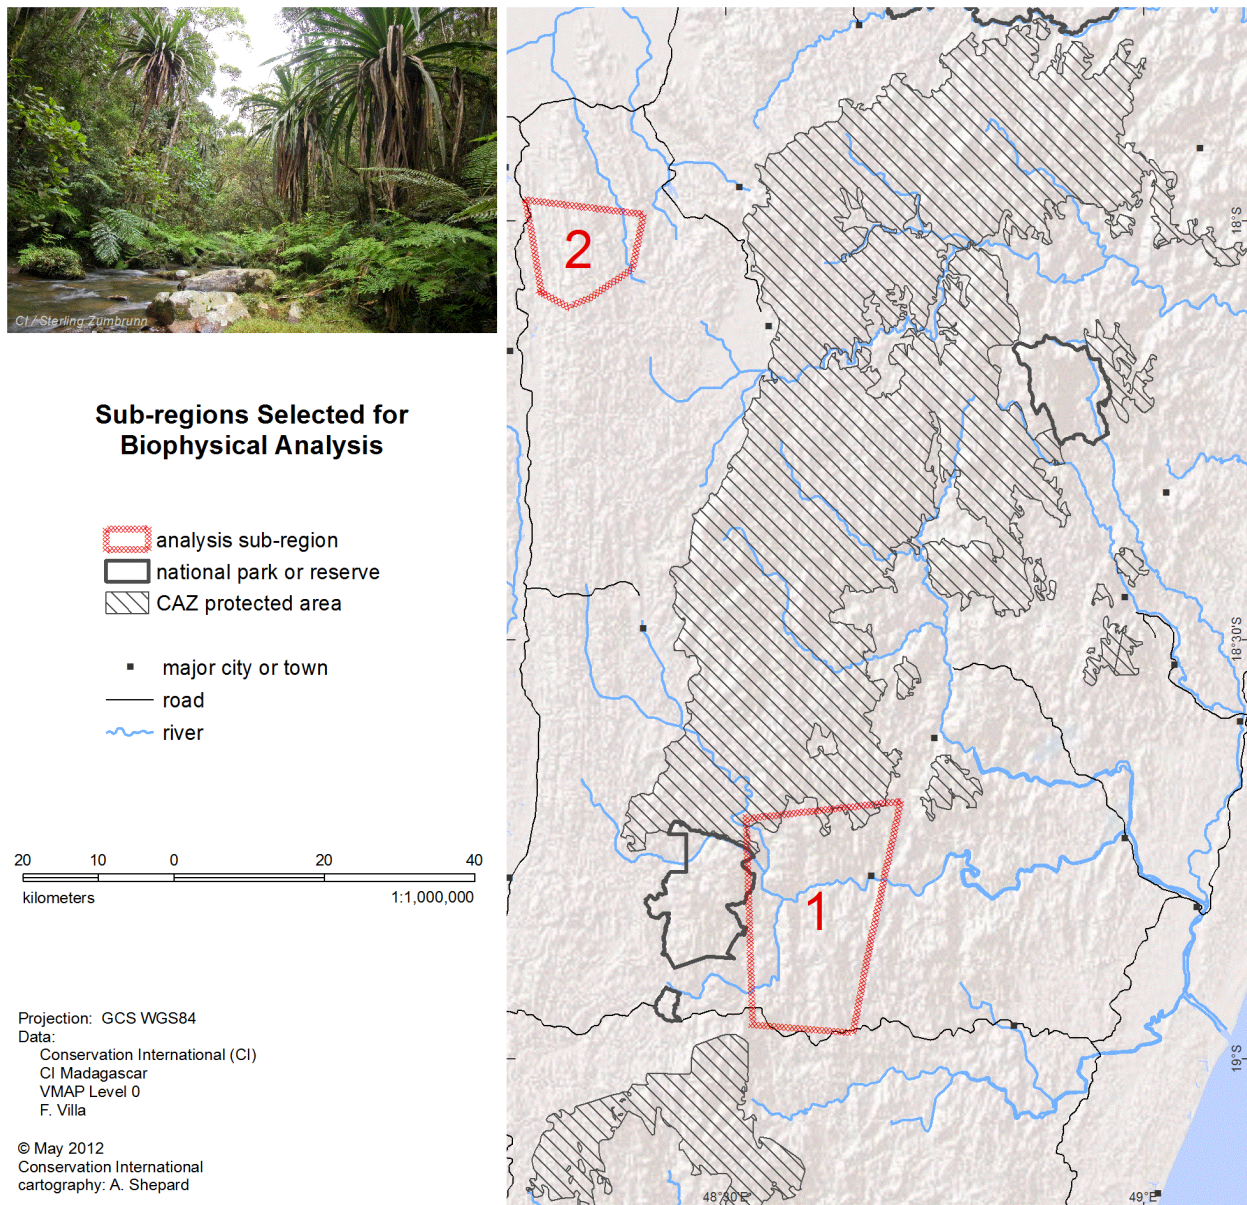 CI / Sterling Zumbrunn
Sub-regions Selected for
Biophysical Analysis
analysis sub-region
national park or reserve
CAZ protected area
major city or town
road
river
20 10 0 20 40
kilometers 1:1,000,000
Projection: GCS WGS84
Data:
Conservation International (CI)
CI Madagascar
VMAP Level 0
F. Villa
© May 2012
Conservation International
cartography: A. Shepard
2
1
18°S
18°30'S
19°S
48°30'E
49°E